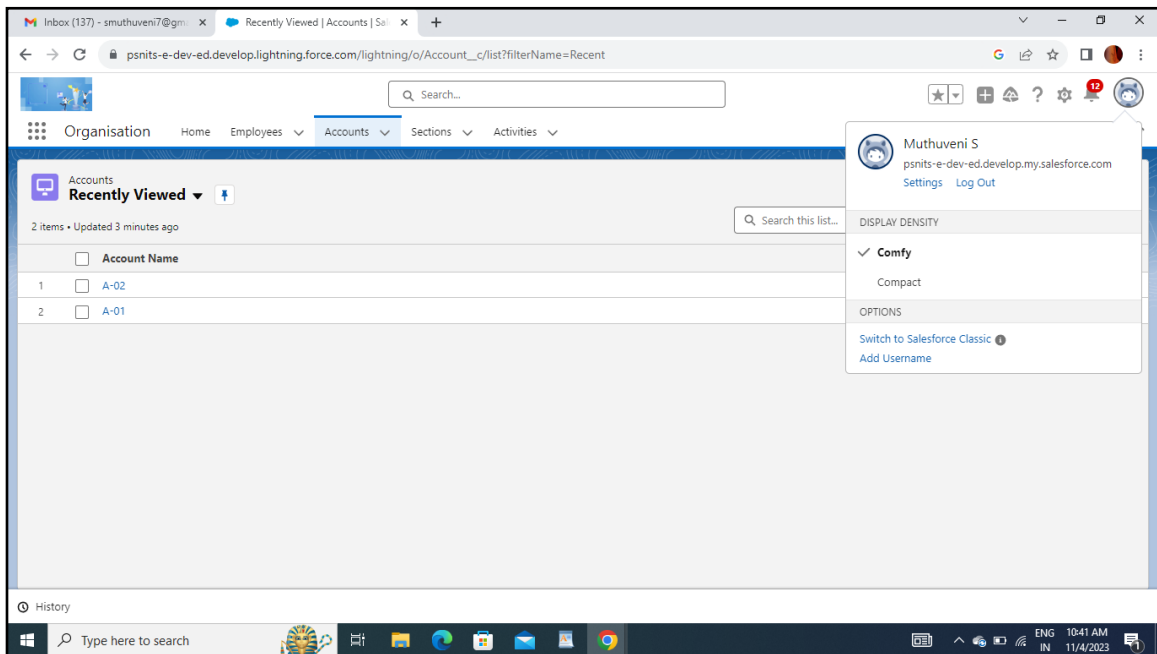 Inbox (137) - smuthuveni7@gm
Recently Viewed | Accounts | Sal
psnits-e-dev-ed.develop.lightning.force.com/lightning/o/Account__c/list?filterName=Recent
Search...
12
Organisation Home Employees Accounts Sections Activities
Muthuveni S
psnits-e-dev-ed.develop.my.salesforce.com
Settings Log Out
Accounts
Recently Viewed
2 items • Updated 3 minutes ago
Search this list...
DISPLAY DENSITY
Account Name
Comfy
1 A-02
Compact
2 A-01
OPTIONS
Switch to Salesforce Classic
Add Username
History
Type here to search
ENG 10:41 AM
IN 11/4/2023
1